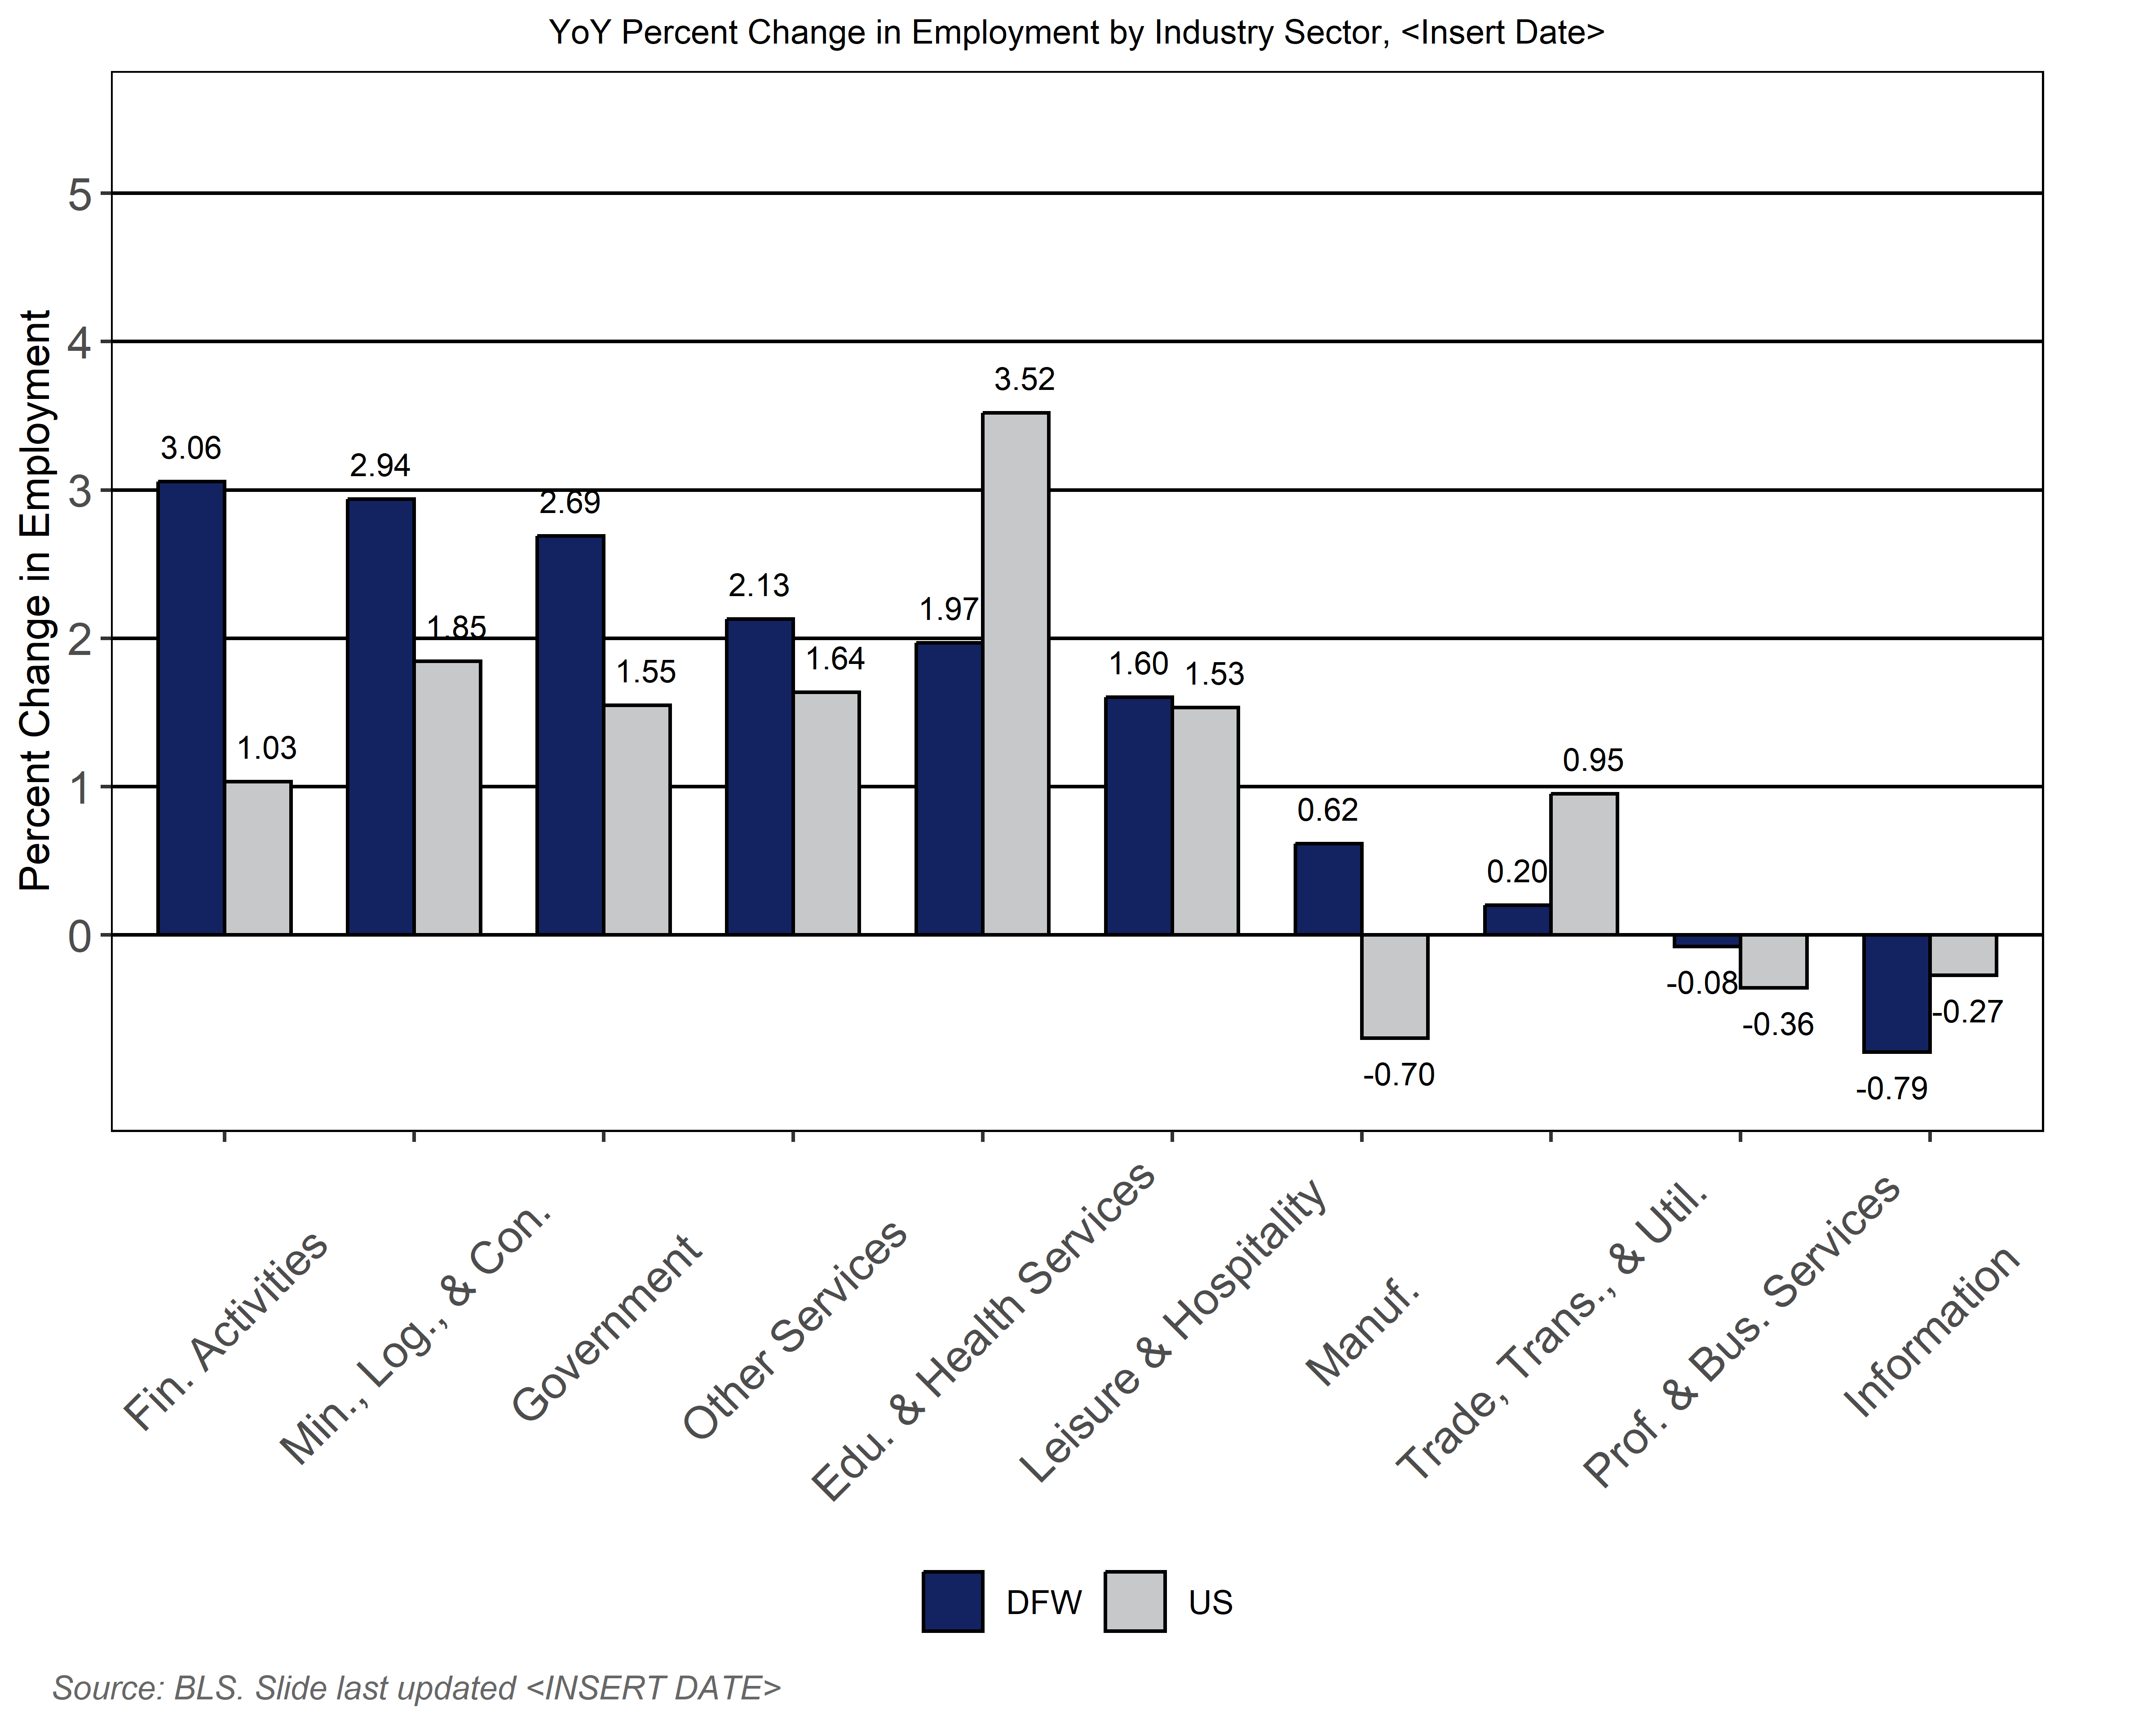 YoY Percent Change in Employment by Industry Sector, <Insert Date>
Percent Change in Employment
5
4
3
2
1
0
3.06
1.03
2.94
1.85
2.69
1.55
2.13
1.64
1.97
3.52
1.60
1.53
0.62
-0.70
0.20
0.95
-0.08
-0.36
-0.79
-0.27
Fin. Activities
Min., Log., & Con.
Government
Other Services
Edu. & Health Services
Leisure & Hospitality
Manuf.
Trade, Trans., & Util.
Prof. & Bus. Services
Information
DFW
US
Source: BLS. Slide last updated <INSERT DATE>